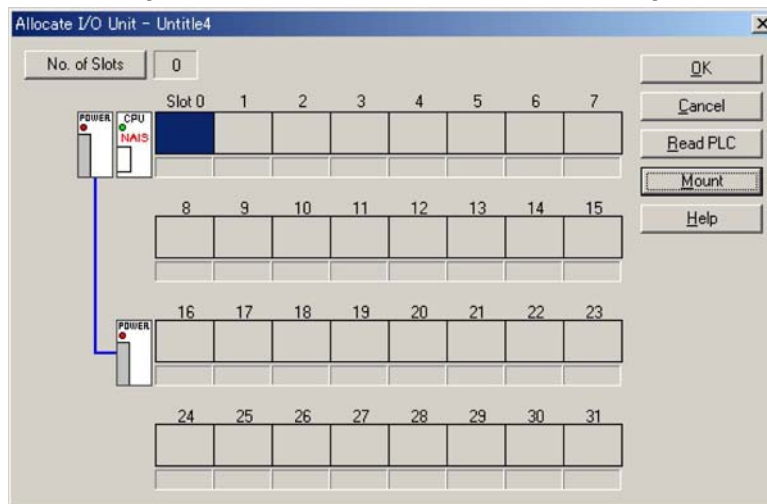 Allocate I/O Unit - Untitle4
No. of Slots 0
OK
Slot 0 1 2 3 4 5 6 7
Cancel
POWER CPU
NAIS
Read PLC
Mount
8 9 10 11 12 13 14 15
Help
16 17 18 19 20 21 22 23
POWER
24 25 26 27 28 29 30 31